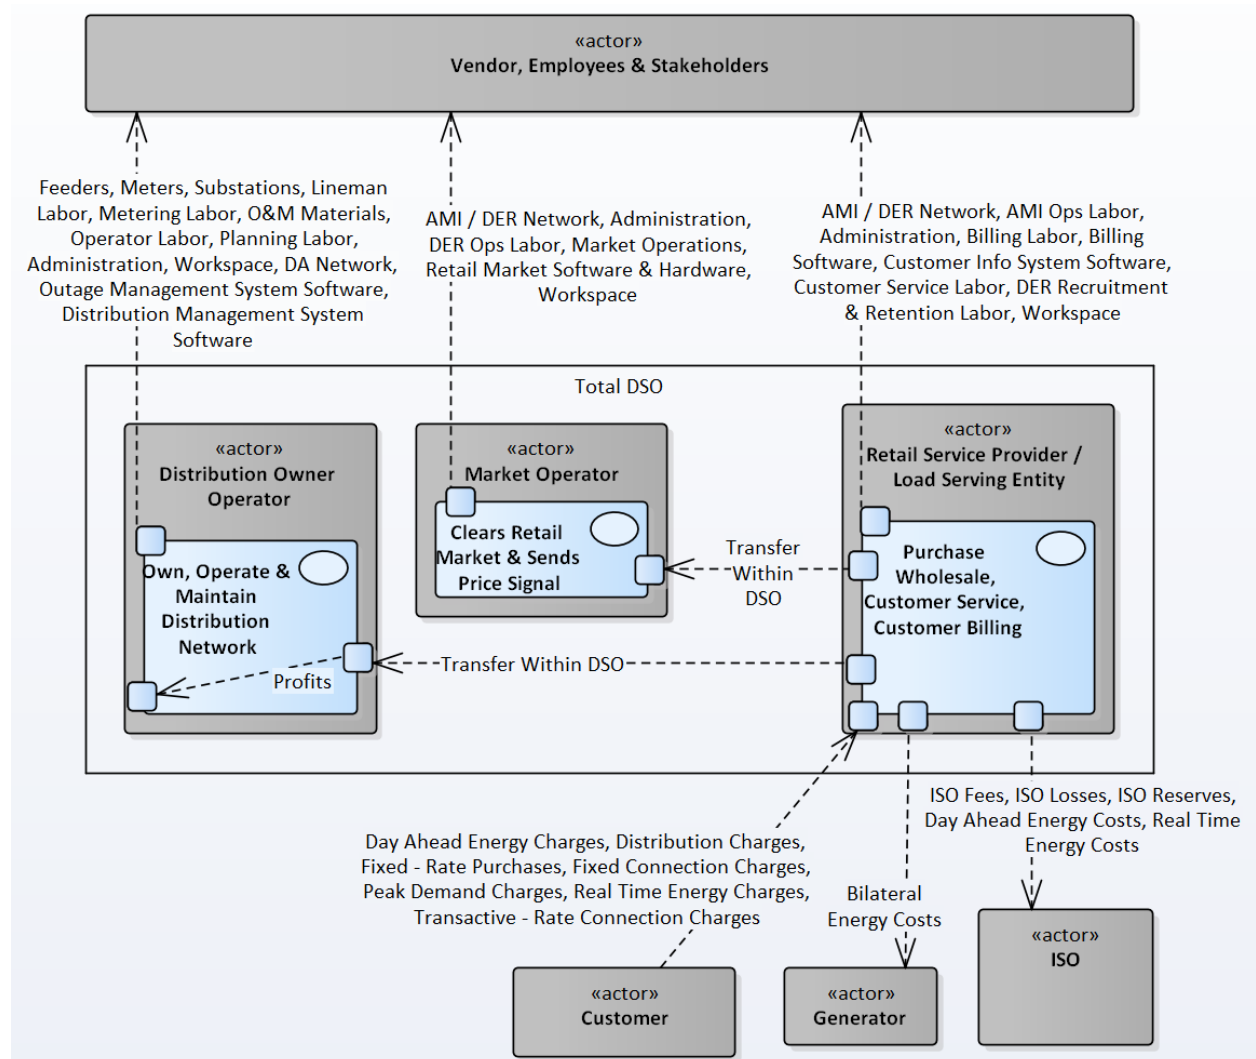 «actor»
Vendor, Employees & Stakeholders
Feeders, Meters, Substations, Lineman
Labor, Metering Labor, O&M Materials,
Operator Labor, Planning Labor,
Administration, Workspace, DA Network,
Outage Management System Software,
Distribution Management System
Software
AMI / DER Network, Administration,
DER Ops Labor, Market Operations,
Retail Market Software & Hardware,
Workspace
AMI / DER Network, AMI Ops Labor,
Administration, Billing Labor, Billing
Software, Customer Info System Software,
Customer Service Labor, DER Recruitment
& Retention Labor, Workspace
Total DSO
«actor»
Distribution Owner
Operator
Own, Operate &
Maintain
Distribution
Network
Profits
«actor»
Market Operator
Clears Retail
Market & Sends
Price Signal
Transfer
Within
DSO
Transfer Within DSO
«actor»
Retail Service Provider /
Load Serving Entity
Purchase
Wholesale,
Customer Service,
Customer Billing
Day Ahead Energy Charges, Distribution Charges,
Fixed - Rate Purchases, Fixed Connection Charges,
Peak Demand Charges, Real Time Energy Charges,
Transactive - Rate Connection Charges
Bilateral
Energy Costs
ISO Fees, ISO Losses, ISO Reserves,
Day Ahead Energy Costs, Real Time
Energy Costs
«actor»
Customer
«actor»
Generator
«actor»
ISO